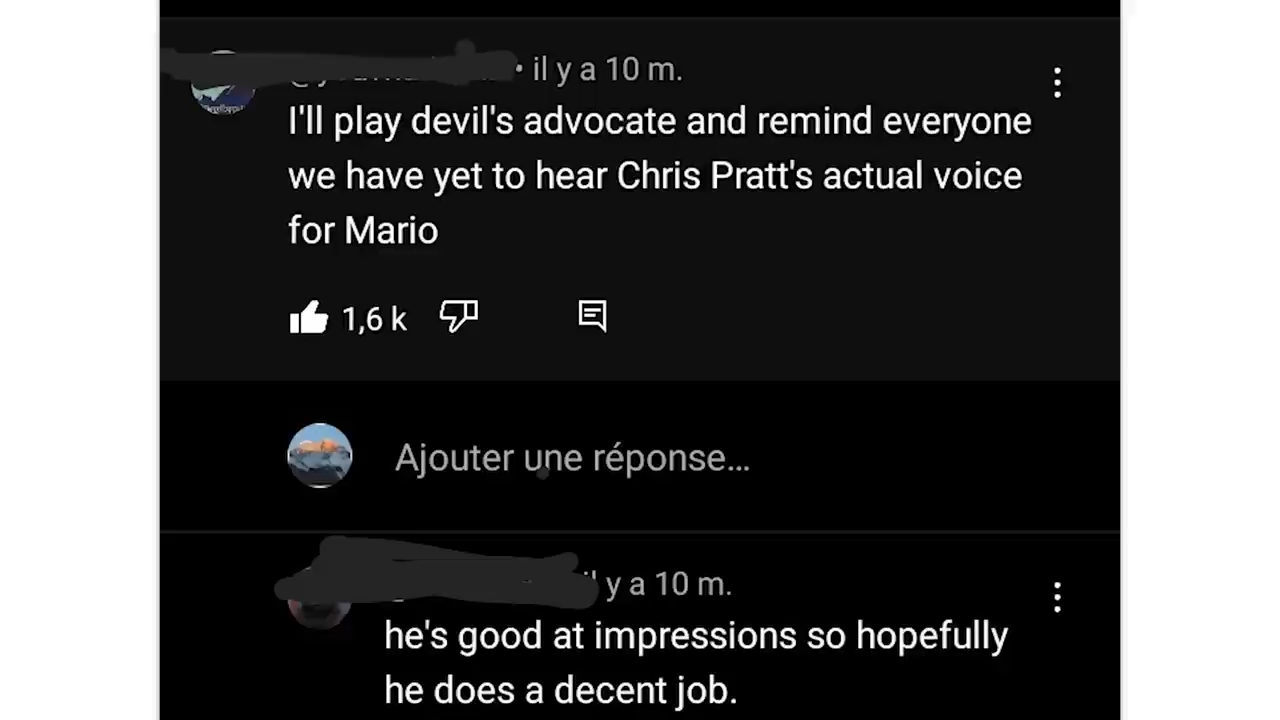 • il y a 10 m.
I'll play devil's advocate and remind everyone
we have yet to hear Chris Pratt's actual voice
for Mario
1,6 k
Ajouter une réponse...
y a 10 m.
he's good at impressions so hopefully
he does a decent job.